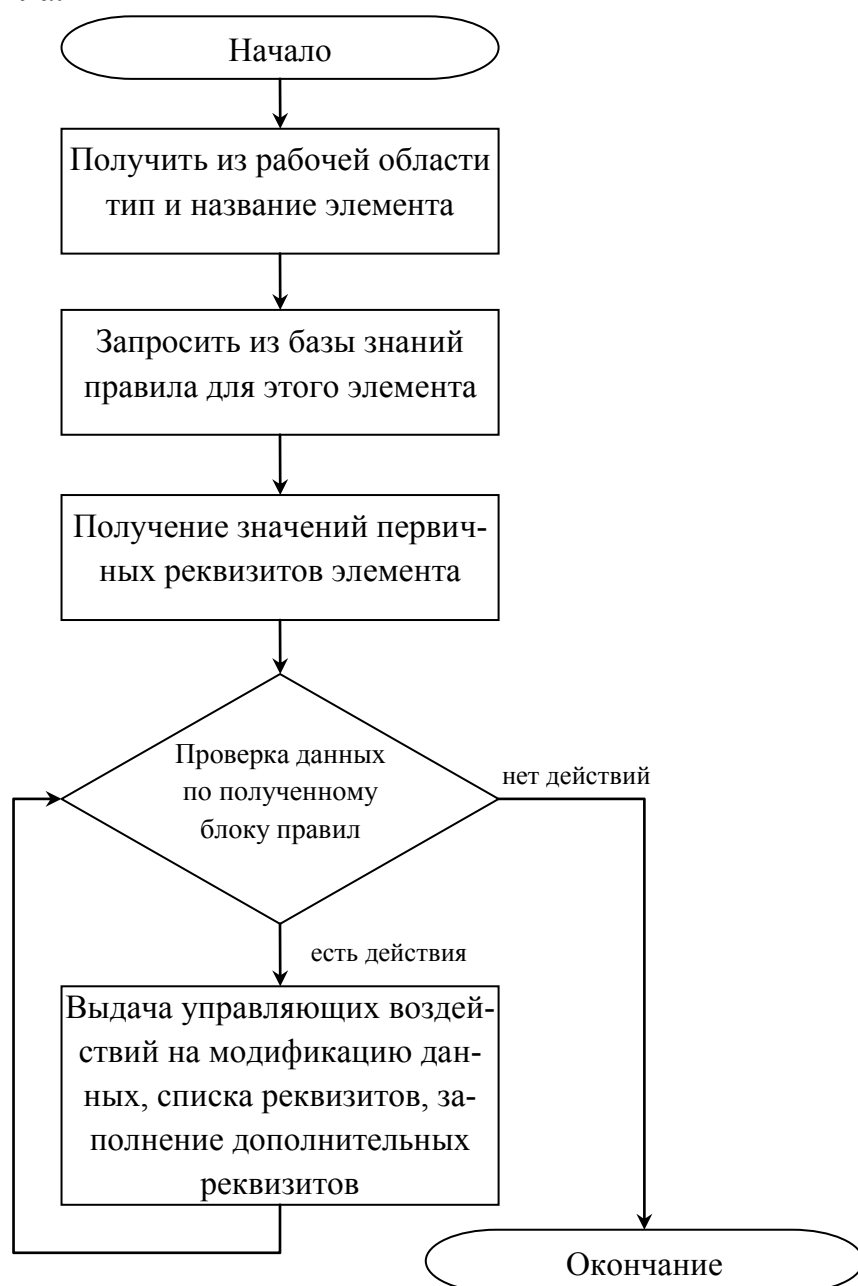 Начало
Получить из рабочей области
тип и название элемента
Запросить из базы знаний
правила для этого элемента
Получение значений первич-
ных реквизитов элемента
Проверка данных
по полученному
блоку правил
нет действий
есть действия
Выдача управляющих воздей-
ствий на модификацию дан-
ных, списка реквизитов, за-
полнение дополнительных
реквизитов
Окончание